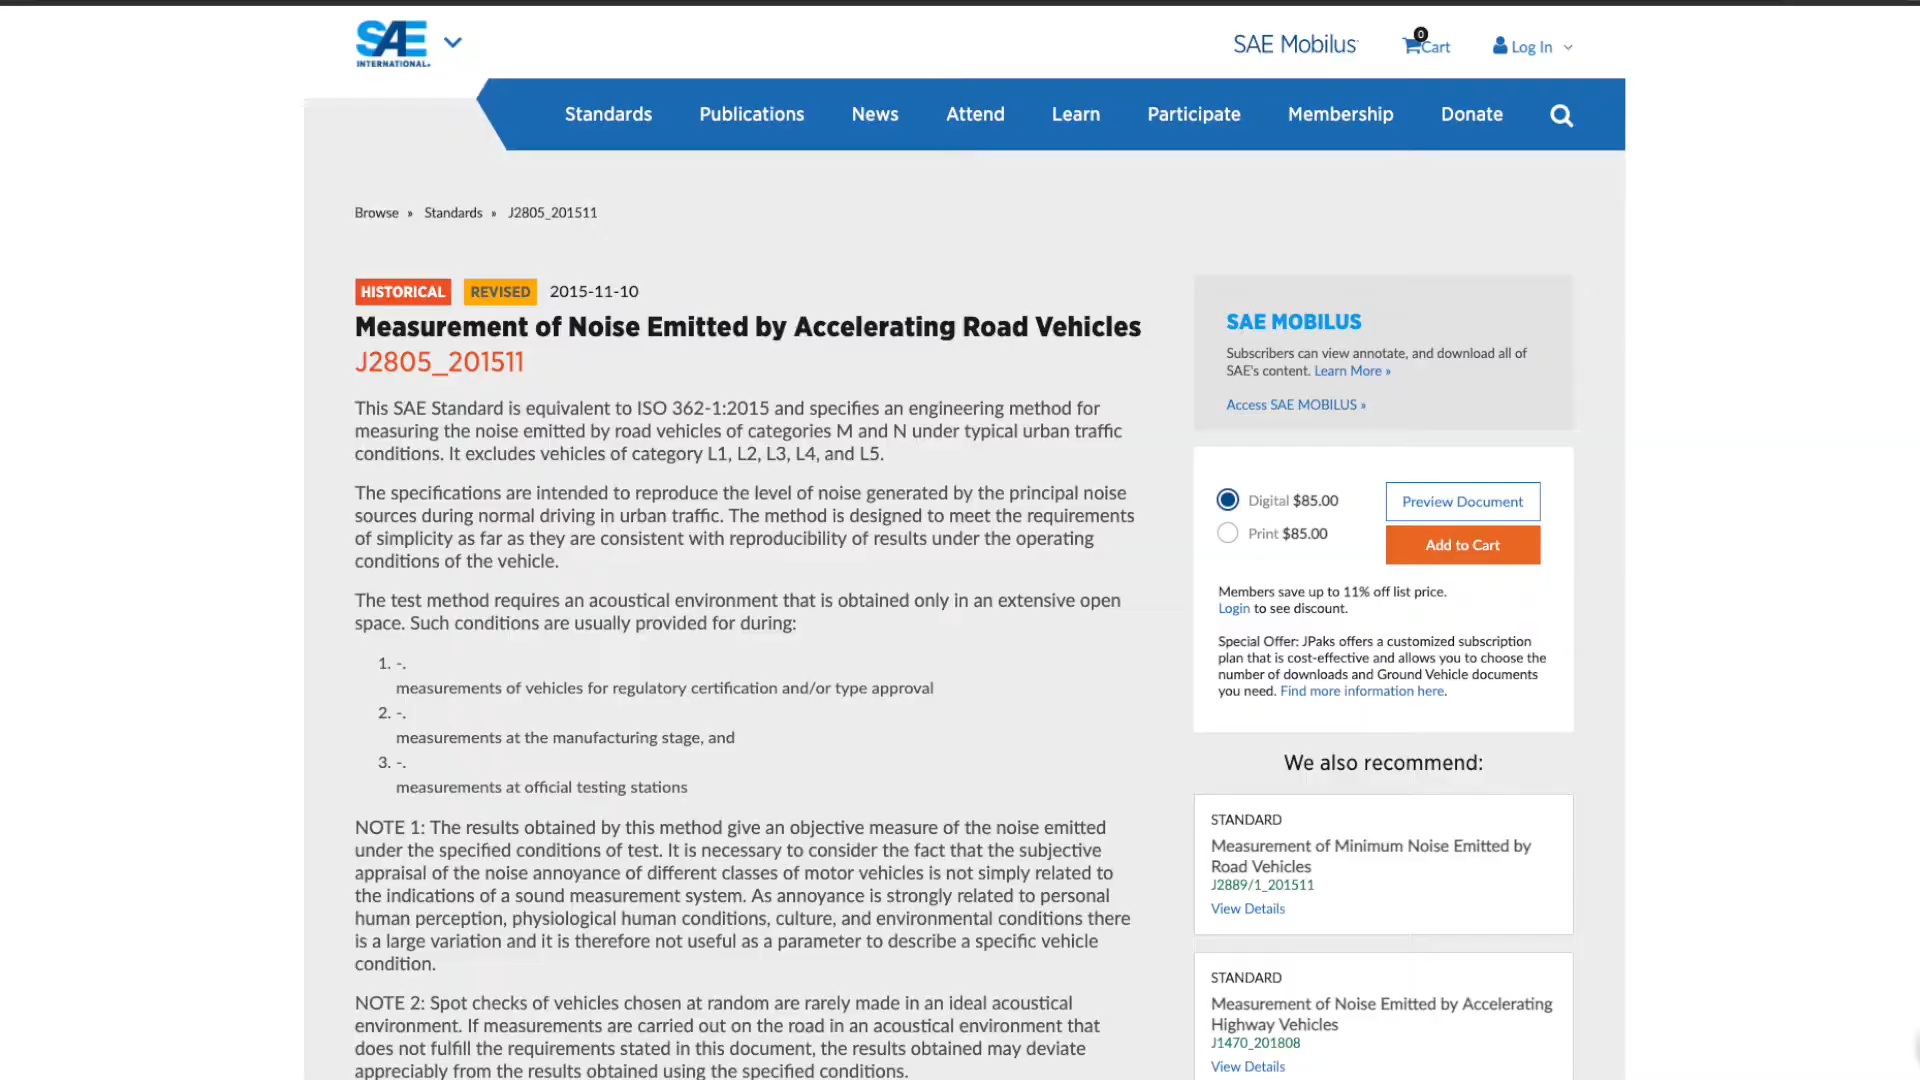 SAE
INTERNATIONAL®
SAE Mobilus
0
Cart
Log In
Standards
Publications
News
Attend
Learn
Participate
Membership
Donate
Browse » Standards » J2805_201511
HISTORICAL REVISED 2015-11-10
Measurement of Noise Emitted by Accelerating Road Vehicles
J2805_201511
This SAE Standard is equivalent to ISO 362-1:2015 and specifies an engineering method for
measuring the noise emitted by road vehicles of categories M and N under typical urban traffic
conditions. It excludes vehicles of category L1, L2, L3, L4, and L5.
The specifications are intended to reproduce the level of noise generated by the principal noise
sources during normal driving in urban traffic. The method is designed to meet the requirements
of simplicity as far as they are consistent with reproducibility of results under the operating
conditions of the vehicle.
The test method requires an acoustical environment that is obtained only in an extensive open
space. Such conditions are usually provided for during:
1. -.
measurements of vehicles for regulatory certification and/or type approval
2. -.
measurements at the manufacturing stage, and
3. -.
measurements at official testing stations
NOTE 1: The results obtained by this method give an objective measure of the noise emitted
under the specified conditions of test. It is necessary to consider the fact that the subjective
appraisal of the noise annoyance of different classes of motor vehicles is not simply related to
the indications of a sound measurement system. As annoyance is strongly related to personal
human perception, physiological human conditions, culture, and environmental conditions there
is a large variation and it is therefore not useful as a parameter to describe a specific vehicle
condition.
NOTE 2: Spot checks of vehicles chosen at random are rarely made in an ideal acoustical
environment. If measurements are carried out on the road in an acoustical environment that
does not fulfill the requirements stated in this document, the results obtained may deviate
appreciably from the results obtained using the specified conditions.
SAE MOBILUS
Subscribers can view annotate, and download all of
SAE's content. Learn More »
Access SAE MOBILUS »
Digital $85.00
Print $85.00
Preview Document
Add to Cart
Members save up to 11% off list price.
Login to see discount.
Special Offer: JPaks offers a customized subscription
plan that is cost-effective and allows you to choose the
number of downloads and Ground Vehicle documents
you need. Find more information here.
We also recommend:
STANDARD
Measurement of Minimum Noise Emitted by
Road Vehicles
J2889/1_201511
View Details
STANDARD
Measurement of Noise Emitted by Accelerating
Highway Vehicles
J1470_201808
View Details